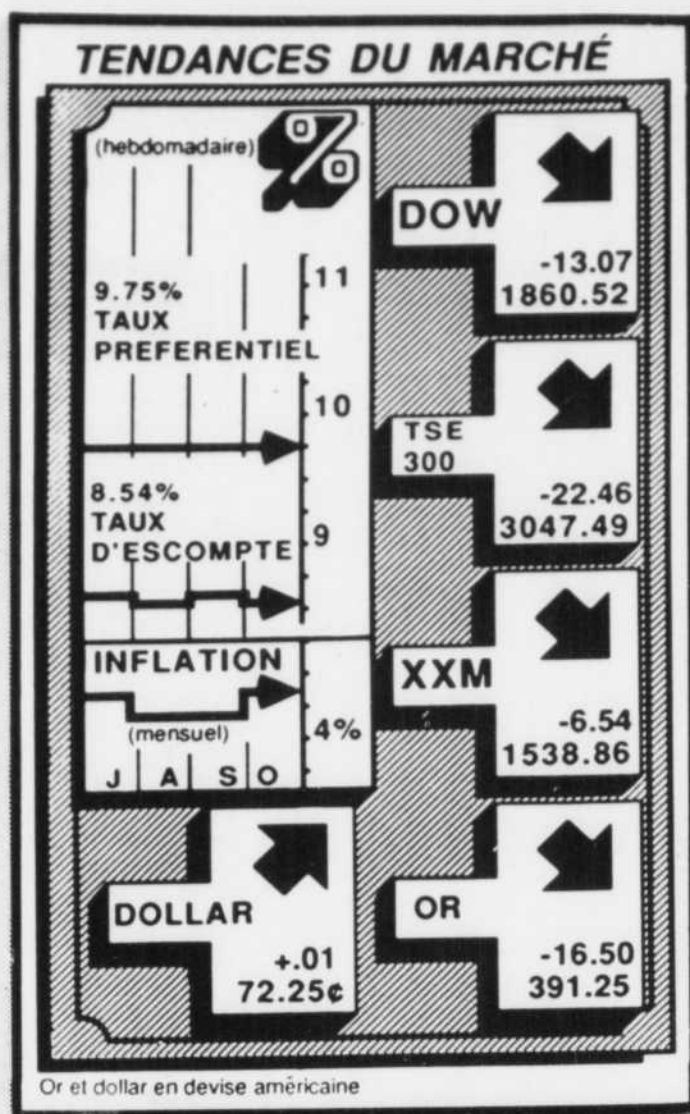 TENDANCES DU MARCHÉ
(hebdomadaire)
%
9.75%
TAUX
PREFERENTIEL
11
10
8.54%
TAUX
D'ESCOMPTE
9
INFLATION
(mensuel)
4%
J A S O
DOW
-13.07
1860.52
TSE
300
-22.46
3047.49
XXM
-6.54
1538.86
DOLLAR
+.01
72.25¢
OR
-16.50
391.25
Or et dollar en devise américaine